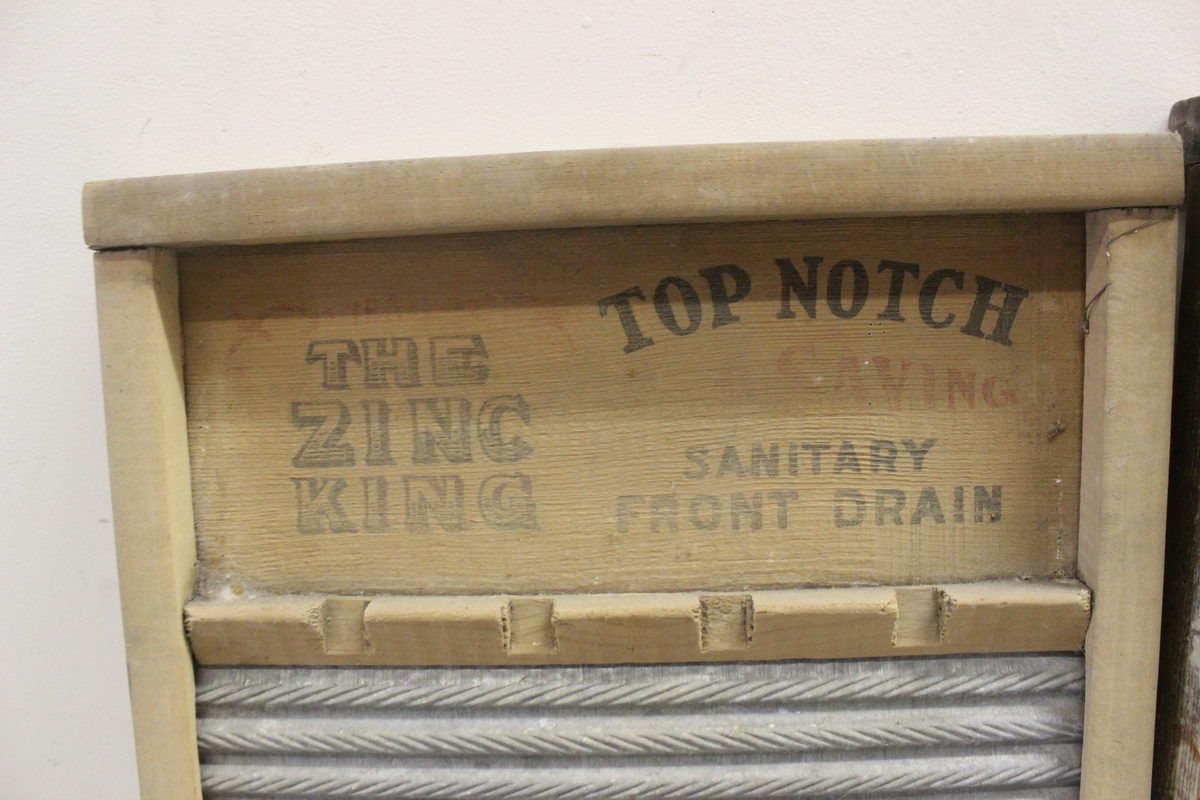 THE
ZINC
KING
TOP NOTCH
SAVING
SANITARY
FRONT DRAIN